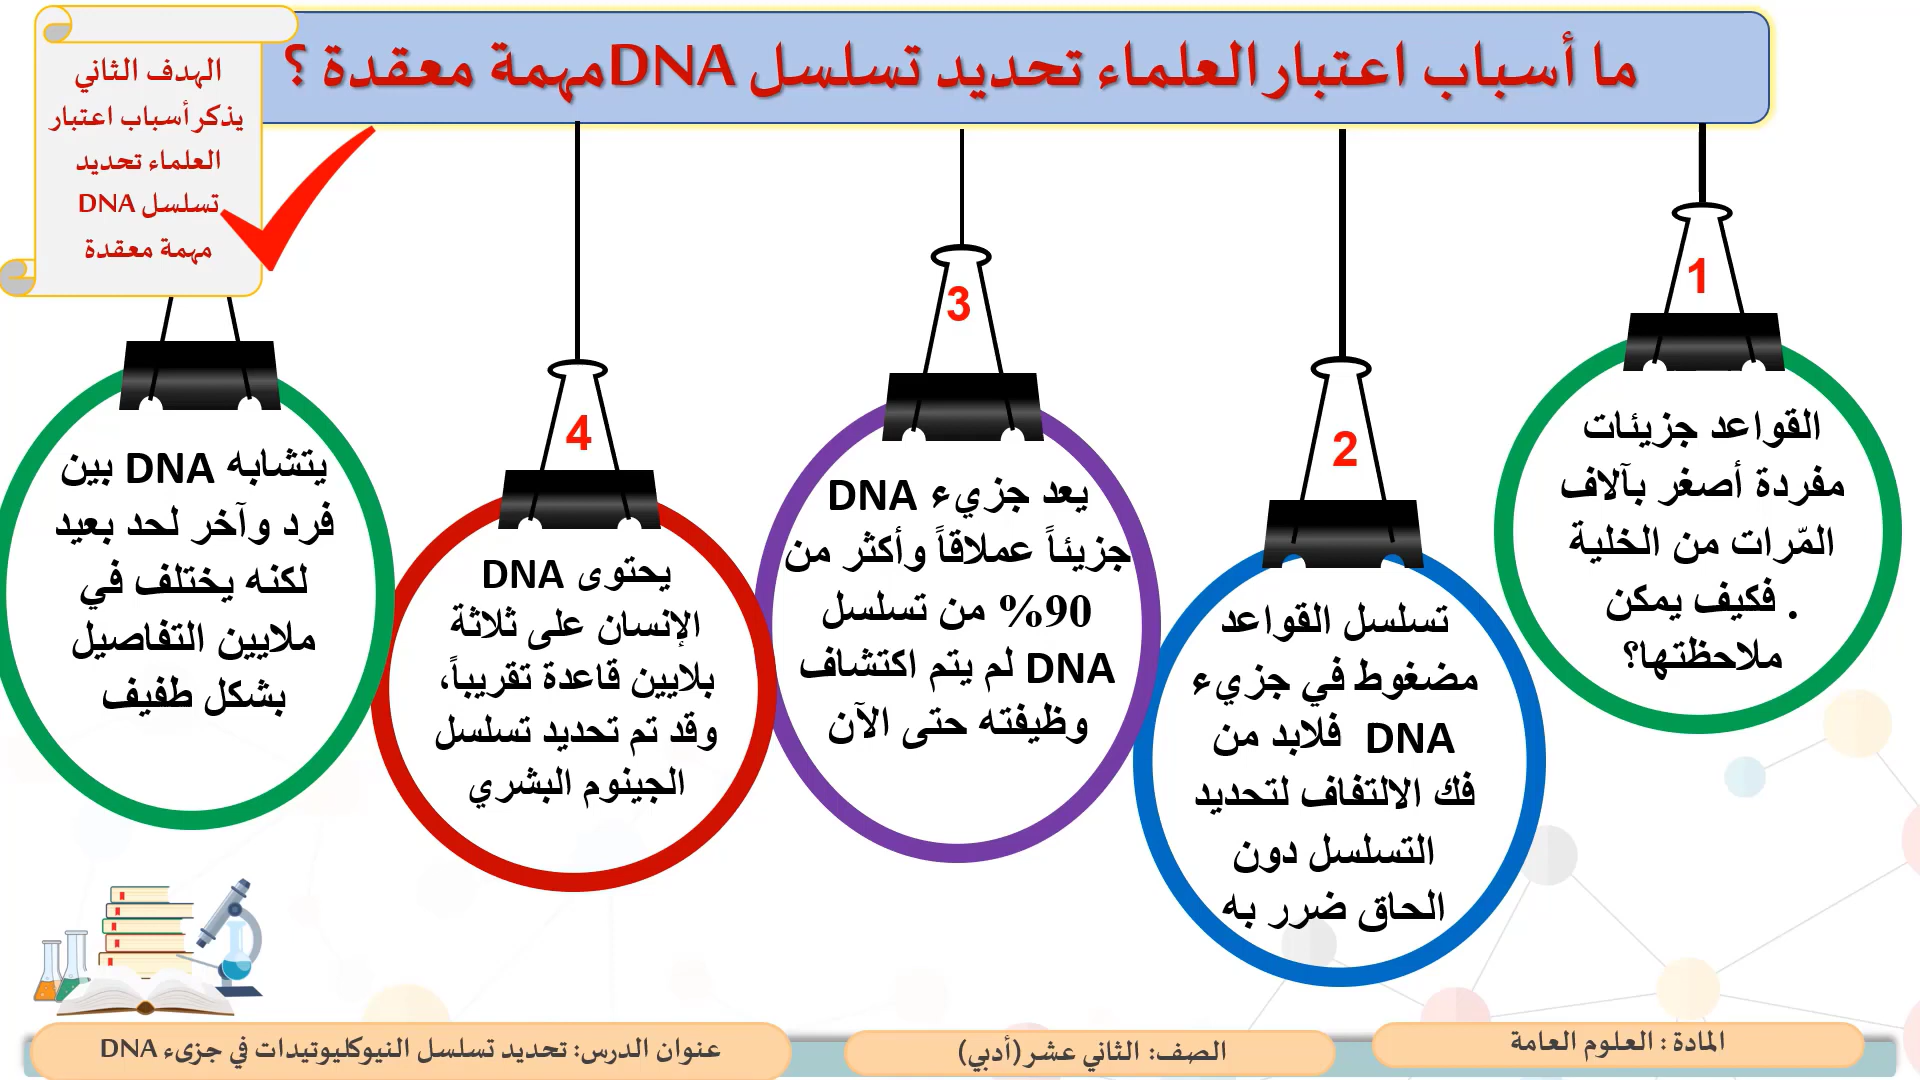 ما أسباب اعتبار العلماء تحديد تسلسل DNA مهمة معقدة ؟
الهدف الثاني
يذكر أسباب اعتبار
العلماء تحديد
تسلسل DNA
مهمة معقدة
1
القواعد جزيئات
مفردة أصغر بآلاف
المّرات من الخلية
. فكيف يمكن
ملاحظتها؟
2
تسلسل القواعد
مضغوط في جزيء
DNA فلابد من
فك الالتفاف لتحديد
التسلسل دون
الحاق ضرر به
3
يعد جزيء DNA
جزيئاً عملاقاً وأكثر من
90% من تسلسل
DNA لم يتم اكتشاف
وظيفته حتى الآن
4
يحتوى DNA
الإنسان على ثلاثة
بلايين قاعدة تقريباً،
وقد تم تحديد تسلسل
الجينوم البشري
يتشابه DNA بين
فرد وآخر لحد بعيد
لكنه يختلف في
ملايين التفاصيل
بشكل طفيف
المادة : العلوم العامة
الصف: الثاني عشر (أدبي)
عنوان الدرس: تحديد تسلسل النيوكليوتيدات في جزىء DNA